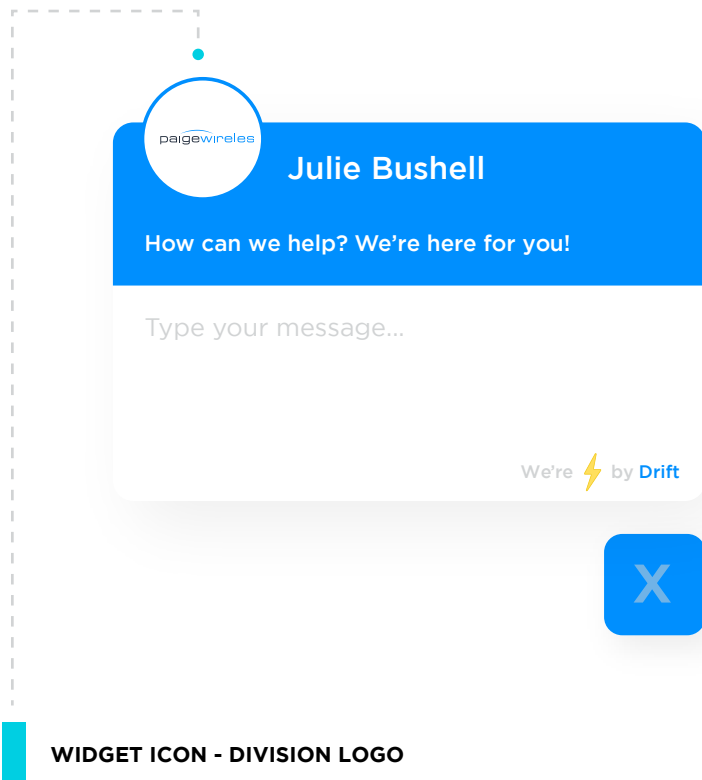 paigewireles
Julie Bushell
How can we help? We’re here for you!
Type your message...
We’re ⚡ by Drift
X
WIDGET ICON - DIVISION LOGO